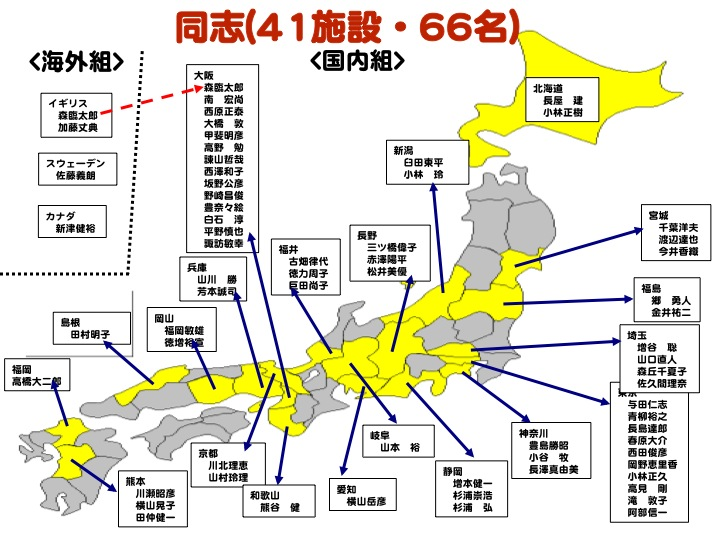 同志(41施設・66名)
<海外組>
<国内組>
イギリス
森臨太郎
加藤丈典
スウェーデン
佐藤義朗
カナダ
新津健裕
大阪
森臨太郎
南　宏尚
西原正泰
大橋　敦
甲斐明彦
高野　勉
諌山哲哉
西澤和子
坂野公彦
野崎昌俊
豊奈々絵
白石　淳
平野慎也
諏訪敏幸
北海道
長屋　建
小林正樹
新潟
臼田東平
小林　玲
宮城
千葉洋夫
渡辺達也
今井香織
長野
三ツ橋偉子
赤澤陽平
松井美優
福井
古畑律代
徳力周子
巨田尚子
兵庫
山川　勝
芳本誠司
福島
郷　勇人
金井祐二
岡山
福岡敏雄
徳増裕宣
島根
田村明子
埼玉
増谷　聡
山口直人
森丘千夏子
佐久間理奈
福岡
高橋大二郎
東京
与田仁志
青柳裕之
長島達郎
春原大介
西田俊彦
岡野恵里香
小林正久
高見　剛
滝　敦子
阿部信一
神奈川
豊島勝昭
小谷　牧
長澤真由美
岐阜
山本　裕
京都
川北理恵
山村玲理
静岡
増本健一
杉浦崇浩
杉浦　弘
熊本
川瀬昭彦
横山晃子
田仲健一
和歌山
熊谷　健
愛知
横山岳彦